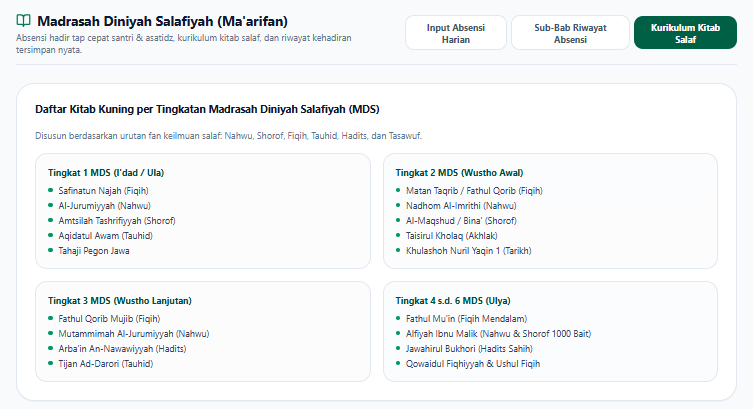 Madrasah Diniyah Salafiyah (Ma'arifan)
Absensi hadir tap cepat santri & asatidz, kurikulum kitab salaf, dan riwayat kehadiran
tersimpan nyata.
Input Absensi
Harian
Sub-Bab Riwayat
Absensi
Kurikulum Kitab
Salaf
Daftar Kitab Kuning per Tingkatan Madrasah Diniyah Salafiyah (MDS)
Disusun berdasarkan urutan fan keilmuan salaf: Nahwu, Shorof, Fiqih, Tauhid, Hadits, dan Tasawuf.
Tingkat 1 MDS (I'dad / Ula)
Safinatun Najah (Fiqih)
Al-Jurumiyyah (Nahwu)
Amtsilah Tashrifiyyah (Shorof)
Aqidatul Awam (Tauhid)
Tahaji Pegon Jawa
Tingkat 2 MDS (Wustho Awal)
Matan Taqrib / Fathul Qorib (Fiqih)
Nadhom Al-Imrithi (Nahwu)
Al-Maqshud / Bina' (Shorof)
Taisirul Kholaq (Akhlak)
Khulashoh Nuril Yaqin 1 (Tarikh)
Tingkat 3 MDS (Wustho Lanjutan)
Fathul Qorib Mujib (Fiqih)
Mutammimah Al-Jurumiyyah (Nahwu)
Arba'in An-Nawawiyyah (Hadits)
Tijan Ad-Darori (Tauhid)
Tingkat 4 s.d. 6 MDS (Ulya)
Fathul Mu'in (Fiqih Mendalam)
Alfiyah Ibnu Malik (Nahwu & Shorof 1000 Bait)
Jawahirul Bukhori (Hadits Sahih)
Qowaidul Fiqhiyyah & Ushul Fiqih